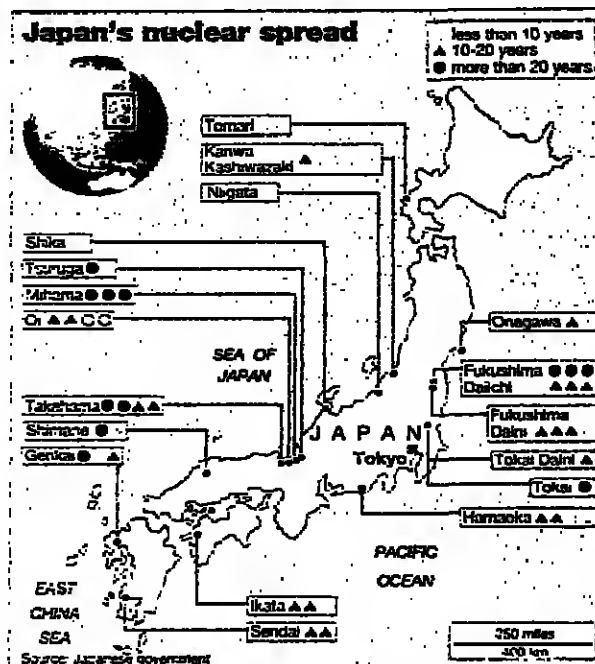 Japan's nuclear spread
less than 10 years
▲ 10-20 years
● more than 20 years
Tomari
Kariwa
Kashiwazaki ▲
Niigata
Shika
Tsuruga ●
Mihama ● ● ●
Oi ▲ ▲ ○ ○
Takahama ● ● ▲ ▲
Shimane ●
Genkai ● ▲
Onagawa ▲
Fukushima ● ● ●
Daiichi ▲ ▲ ▲
Fukushima
Daini ▲ ▲ ▲
Tokai Daini ▲
Tokai ●
Hamaoka ▲ ▲
Ikata ▲ ▲
Sendai ▲ ▲
SEA OF
JAPAN
JAPAN
Tokyo
PACIFIC
OCEAN
EAST
CHINA
SEA
250 miles
400 km
Source: Japanese government